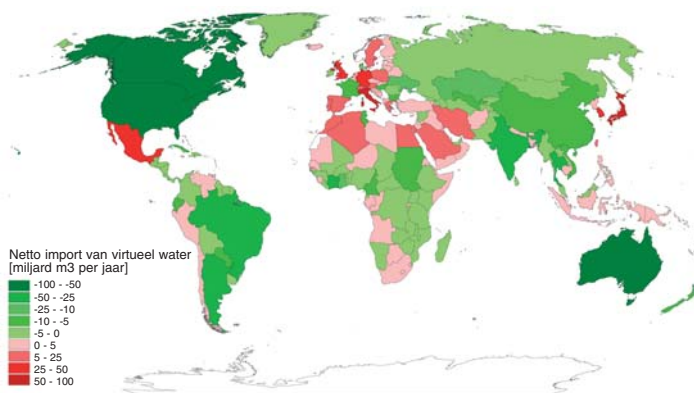 Netto import van virtueel water
[miljard m3 per jaar]
-100 - -50
-50 - -25
-25 - -10
-10 - -5
-5 - 0
0 - 5
5 - 25
25 - 50
50 - 100